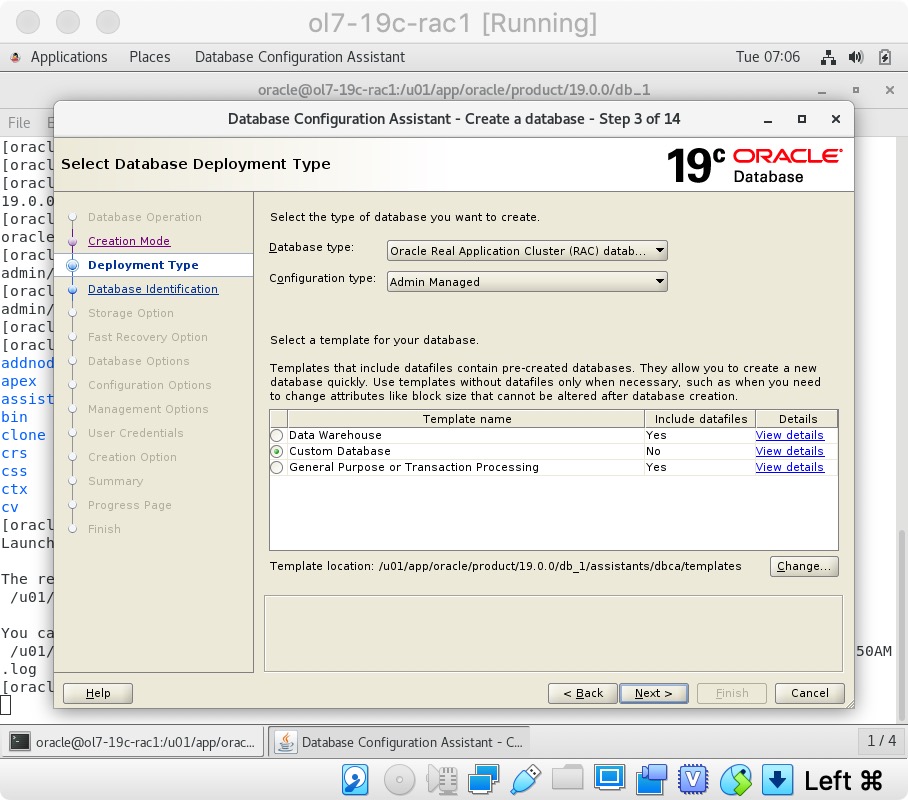 ol7-19c-rac1 [Running]
Applications Places Database Configuration Assistant Tue 07:06
oracle@ol7-19c-rac1:/u01/app/oracle/product/19.0.0/db_1
File
Database Configuration Assistant - Create a database - Step 3 of 14
Select Database Deployment Type
19c ORACLE
Database
[oracl
[oracl
[oracl
19.0.0
[oracl
oracle
[oracl
admin/
[oracl
admin/
[oracl
[oracl
addnod
apex
assist
bin
clone
crs
css
ctx
cv
[oracl
Launch
The re
/u01/
You ca
/u01/ 50AM
.log
[oracl
Database Operation
Creation Mode
Deployment Type
Database Identification
Storage Option
Fast Recovery Option
Database Options
Configuration Options
Management Options
User Credentials
Creation Option
Summary
Progress Page
Finish
Select the type of database you want to create.
Database type: Oracle Real Application Cluster (RAC) datab...
Configuration type: Admin Managed
Select a template for your database.
Templates that include datafiles contain pre-created databases. They allow you to create a new
database quickly. Use templates without datafiles only when necessary, such as when you need
to change attributes like block size that cannot be altered after database creation.
Template name Include datafiles Details
Data Warehouse Yes View details
Custom Database No View details
General Purpose or Transaction Processing Yes View details
Template location: /u01/app/oracle/product/19.0.0/db_1/assistants/dbca/templates Change...
Help < Back Next > Finish Cancel
oracle@ol7-19c-rac1:/u01/app/orac... Database Configuration Assistant - C... 1 / 4
Left ⌘